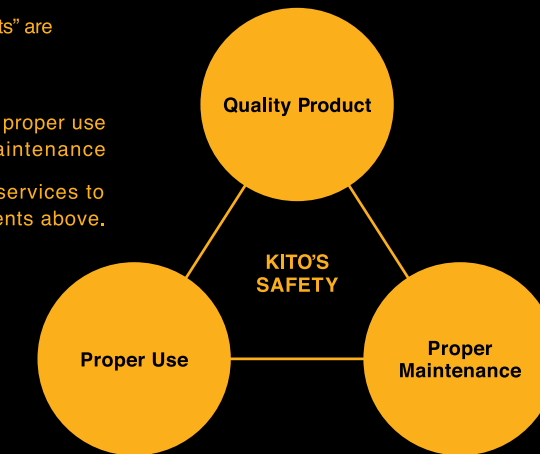 ts” are
proper use
aintenance
services to
ents above.
Quality Product
KITO’S
SAFETY
Proper Use
Proper
Maintenance